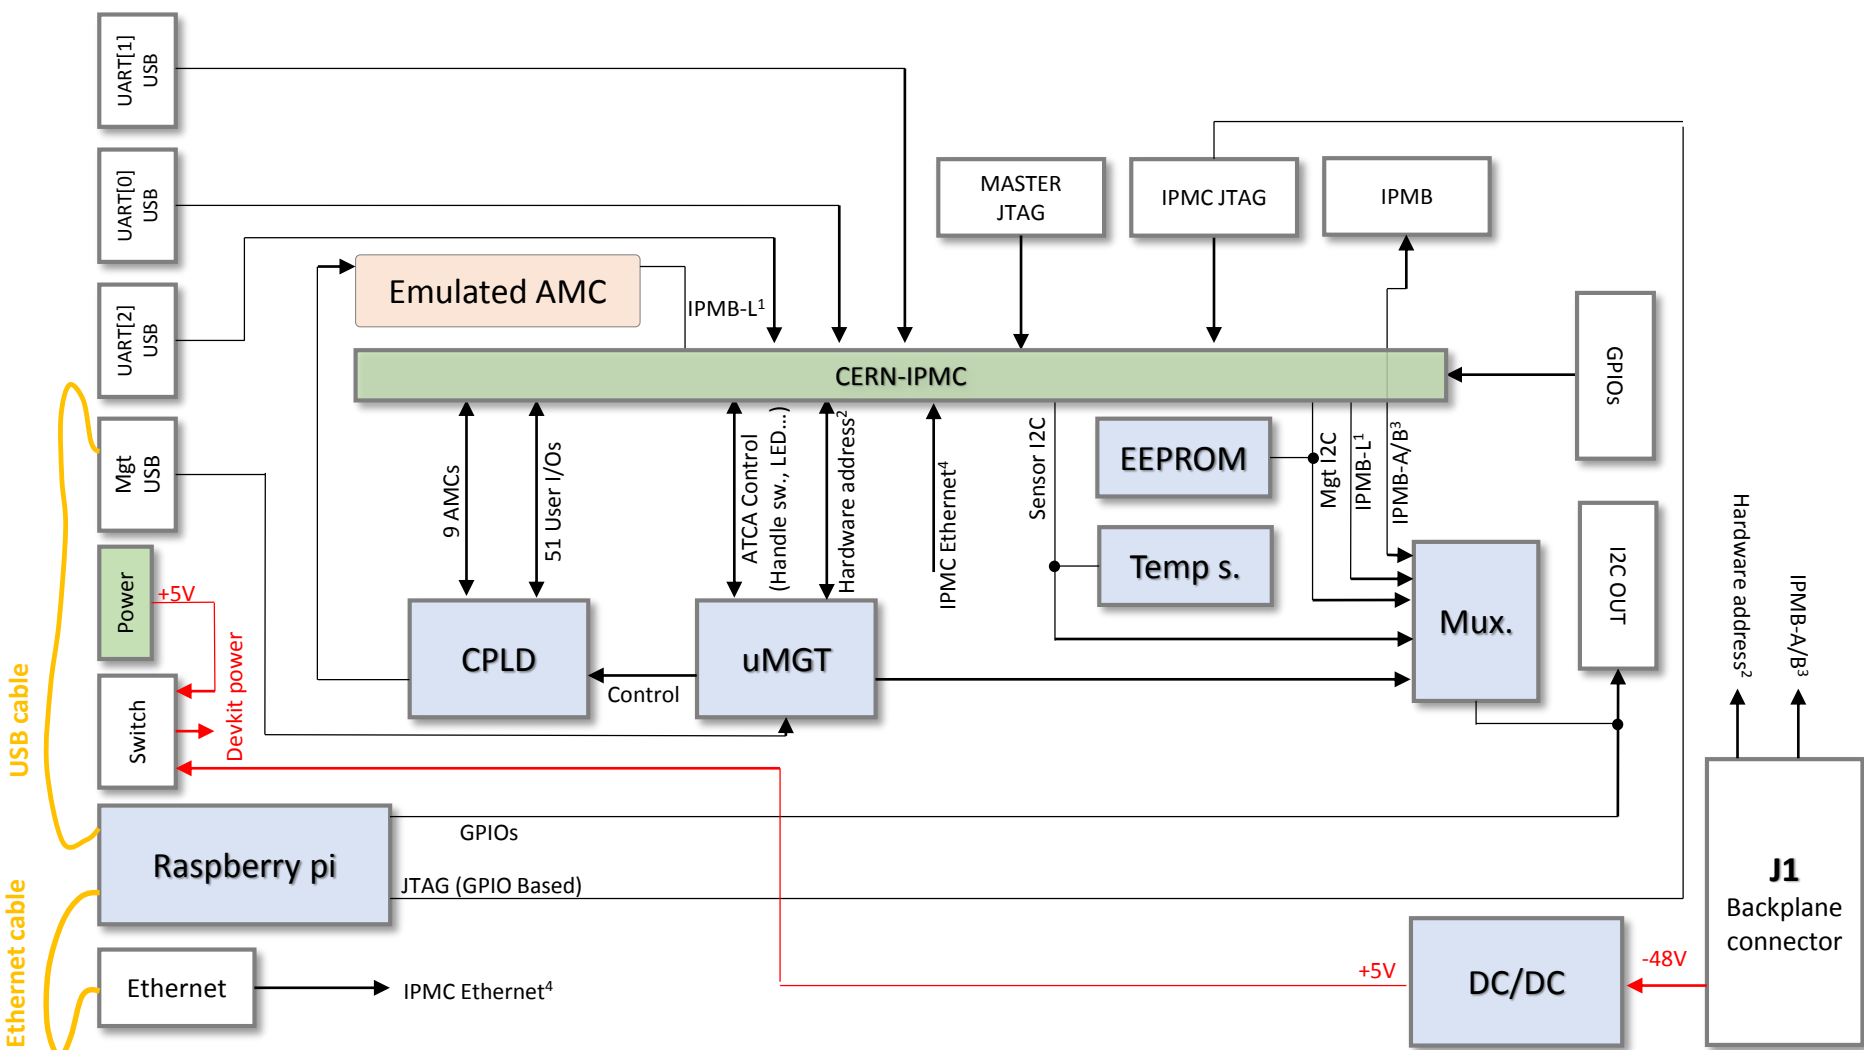 UART[1]
USB
UART[0]
USB
UART[2]
USB
Mgt
USB
Power
+5V
Switch
Devkit power
USB cable
Ethernet cable
Raspberry pi
GPIOs
JTAG (GPIO Based)
Ethernet
IPMC Ethernet⁴
Emulated AMC
IPMB-L¹
MASTER
JTAG
IPMC JTAG
IPMB
GPIOs
CERN-IPMC
9 AMCs
51 User I/Os
ATCA Control
(Handle sw., LED...)
Hardware address²
IPMC Ethernet⁴
Sensor I2C
EEPROM
Temp s.
Mgt I2C
IPMB-L¹
IPMB-A/B³
CPLD
Control
uMGT
Mux.
I2C OUT
Hardware address²
IPMB-A/B³
J1
Backplane
connector
-48V
DC/DC
+5V